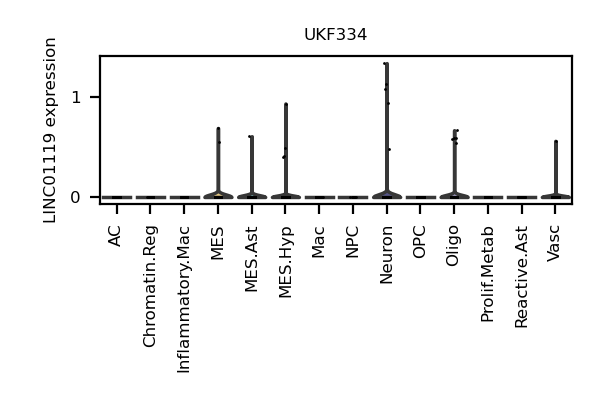 UKF334
LINC01119 expression
1
0
AC
Chromatin.Reg
Inflammatory.Mac
MES
MES.Ast
MES.Hyp
Mac
NPC
Neuron
OPC
Oligo
Prolif.Metab
Reactive.Ast
Vasc